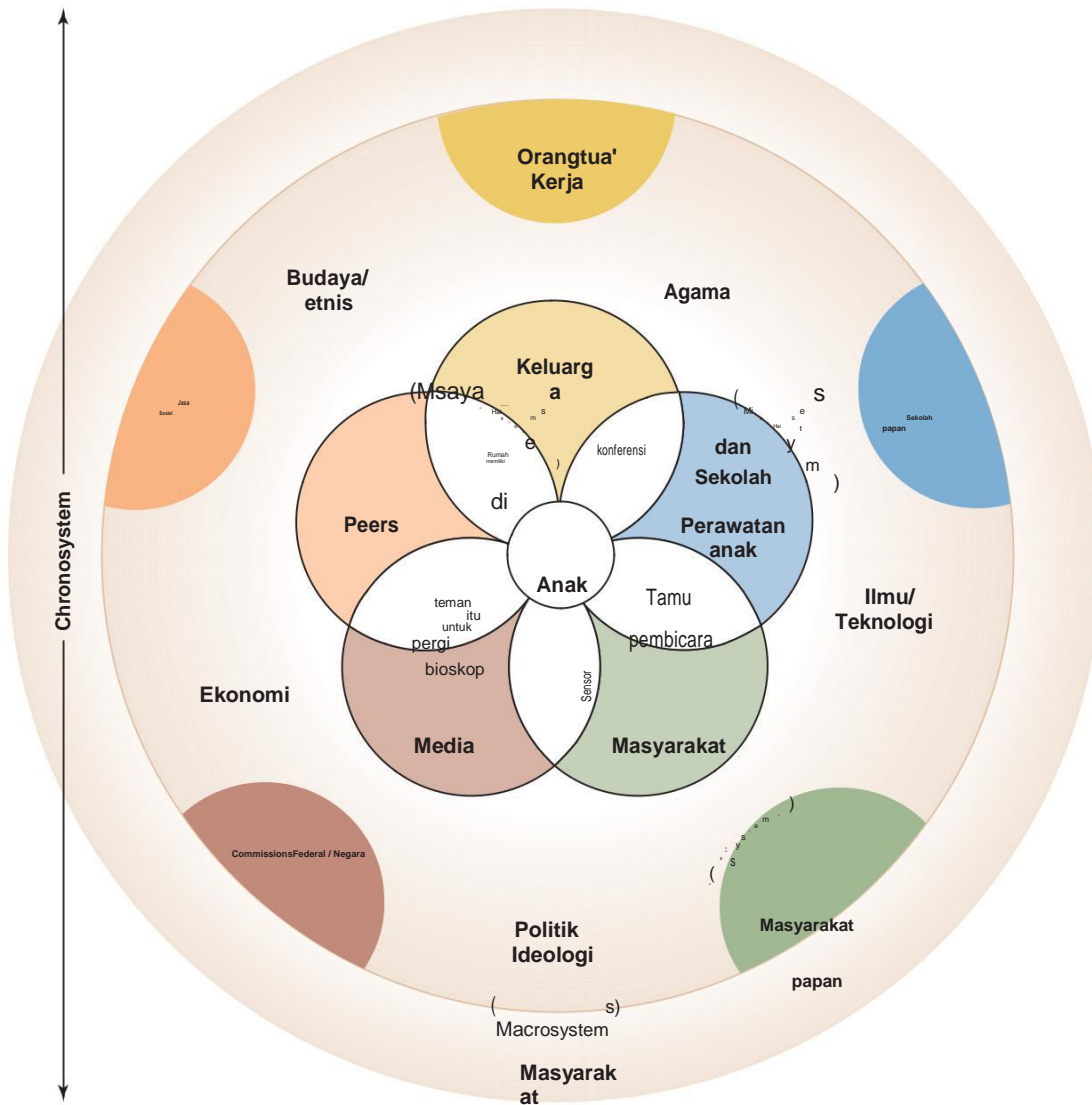 Chronosystem
Orangtua'
Kerja
Budaya/
etnis
Agama
Jasa
Sosial
Sekolah
papan
Keluarg
a
(Msaya
Rumah
memiliki
di
konferensi
dan
Sekolah
Perawatan
anak
Peers
Anak
teman
itu
untuk
pergi
bioskop
Tamu
pembicara
Sensor
Ilmu/
Teknologi
Ekonomi
Media
Masyarakat
CommissionsFederal / Negara
Masyarakat
papan
Politik
Ideologi
( s)
Macrosystem
Masyarak
at